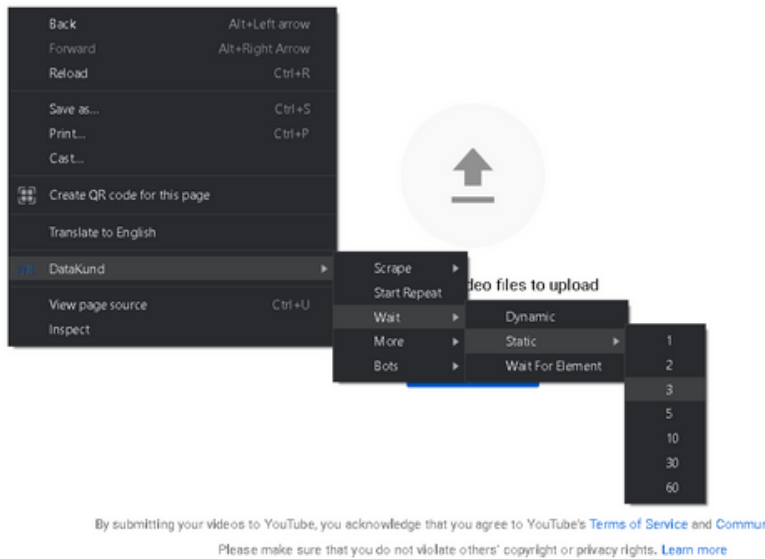 Back Alt+Left arrow
Forward Alt+Right Arrow
Reload Ctrl+R
Save as... Ctrl+S
Print... Ctrl+P
Cast...
Create QR code for this page
Translate to English
DataKund
View page source Ctrl+U
Inspect
Scrape
Start Repeat
Wait
More
Bots
deo files to upload
Dynamic
Static
Wait For Element
1
2
3
5
10
30
60
By submitting your videos to YouTube, you acknowledge that you agree to YouTube's Terms of Service and Commun
Please make sure that you do not violate others' copyright or privacy rights. Learn more